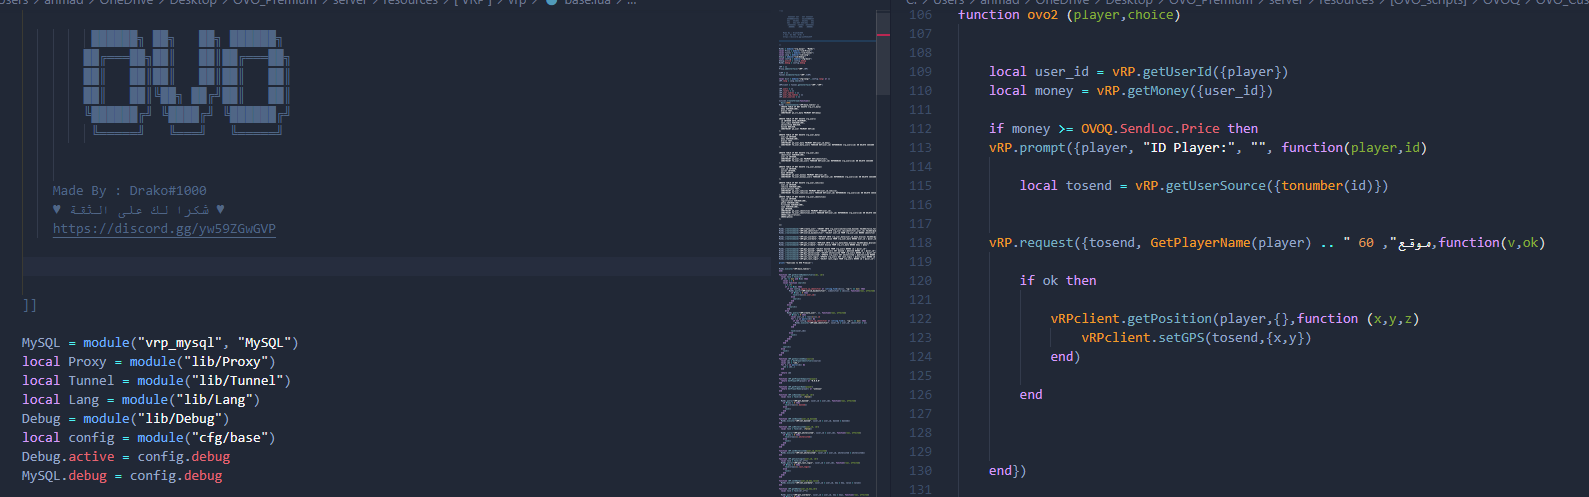 Users > ahmad > OneDrive > Desktop > OVO_Premium > server > resources > [ VRP ] > vrp > base.lua > ...
OVO
Made By : Drako#1000
♥ شكرا لك على الثقة ♥
https://discord.gg/yw59ZGwGVP
]]
MySQL = module("vrp_mysql", "MySQL")
local Proxy = module("lib/Proxy")
local Tunnel = module("lib/Tunnel")
local Lang = module("lib/Lang")
Debug = module("lib/Debug")
local config = module("cfg/base")
Debug.active = config.debug
MySQL.debug = config.debug
C: > Users > ahmad > OneDrive > Desktop > OVO_Premium > server > resources > [OVO_scripts] > OVOQ > OVO_Cus
106 function ovo2 (player,choice)
107
108
109 local user_id = vRP.getUserId({player})
110 local money = vRP.getMoney({user_id})
111
112 if money >= OVOQ.SendLoc.Price then
113 vRP.prompt({player, "ID Player:", "", function(player,id)
114
115 local tosend = vRP.getUserSource({tonumber(id)})
116
117
118 vRP.request({tosend, GetPlayerName(player) .. " موقع", 60,function(v,ok)
119
120 if ok then
121
122 vRPclient.getPosition(player,{},function (x,y,z)
123 vRPclient.setGPS(tosend,{x,y})
124 end)
125
126 end
127
128
129
130 end})
131